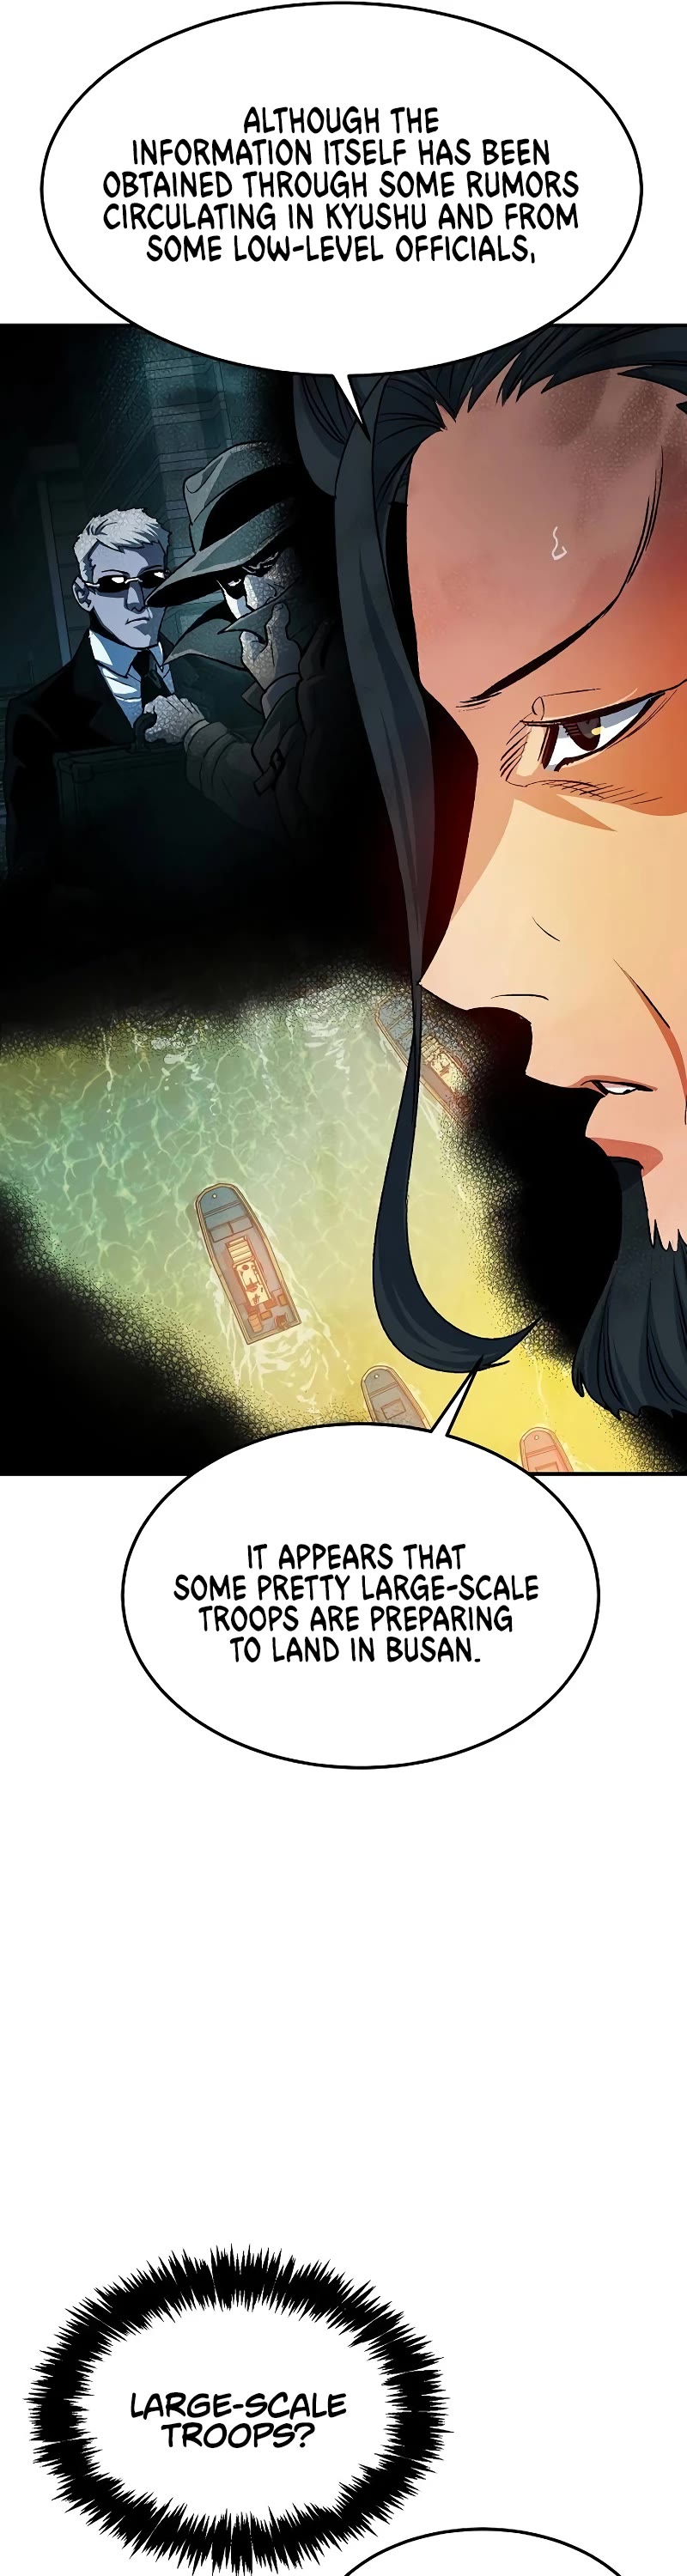 ALTHOUGH THE
INFORMATION ITSELF HAS BEEN
OBTAINED THROUGH SOME RUMORS
CIRCULATING IN KYUSHU AND FROM
SOME LOW-LEVEL OFFICIALS,
IT APPEARS THAT
SOME PRETTY LARGE-SCALE
TROOPS ARE PREPARING
TO LAND IN BUSAN.
LARGE-SCALE
TROOPS?